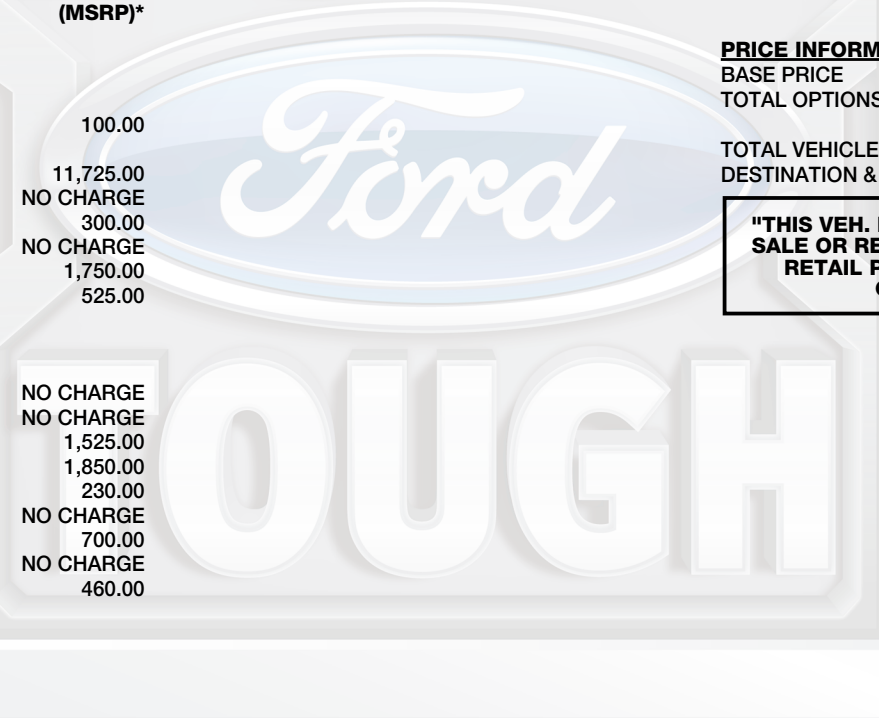 (MSRP)*
100.00
11,725.00
NO CHARGE
300.00
NO CHARGE
1,750.00
525.00
NO CHARGE
NO CHARGE
1,525.00
1,850.00
230.00
NO CHARGE
700.00
NO CHARGE
460.00
Ford
TOUGH
PRICE INFORM
BASE PRICE
TOTAL OPTIONS
TOTAL VEHICLE
DESTINATION &
"THIS VEH.
SALE OR RE
RETAIL P